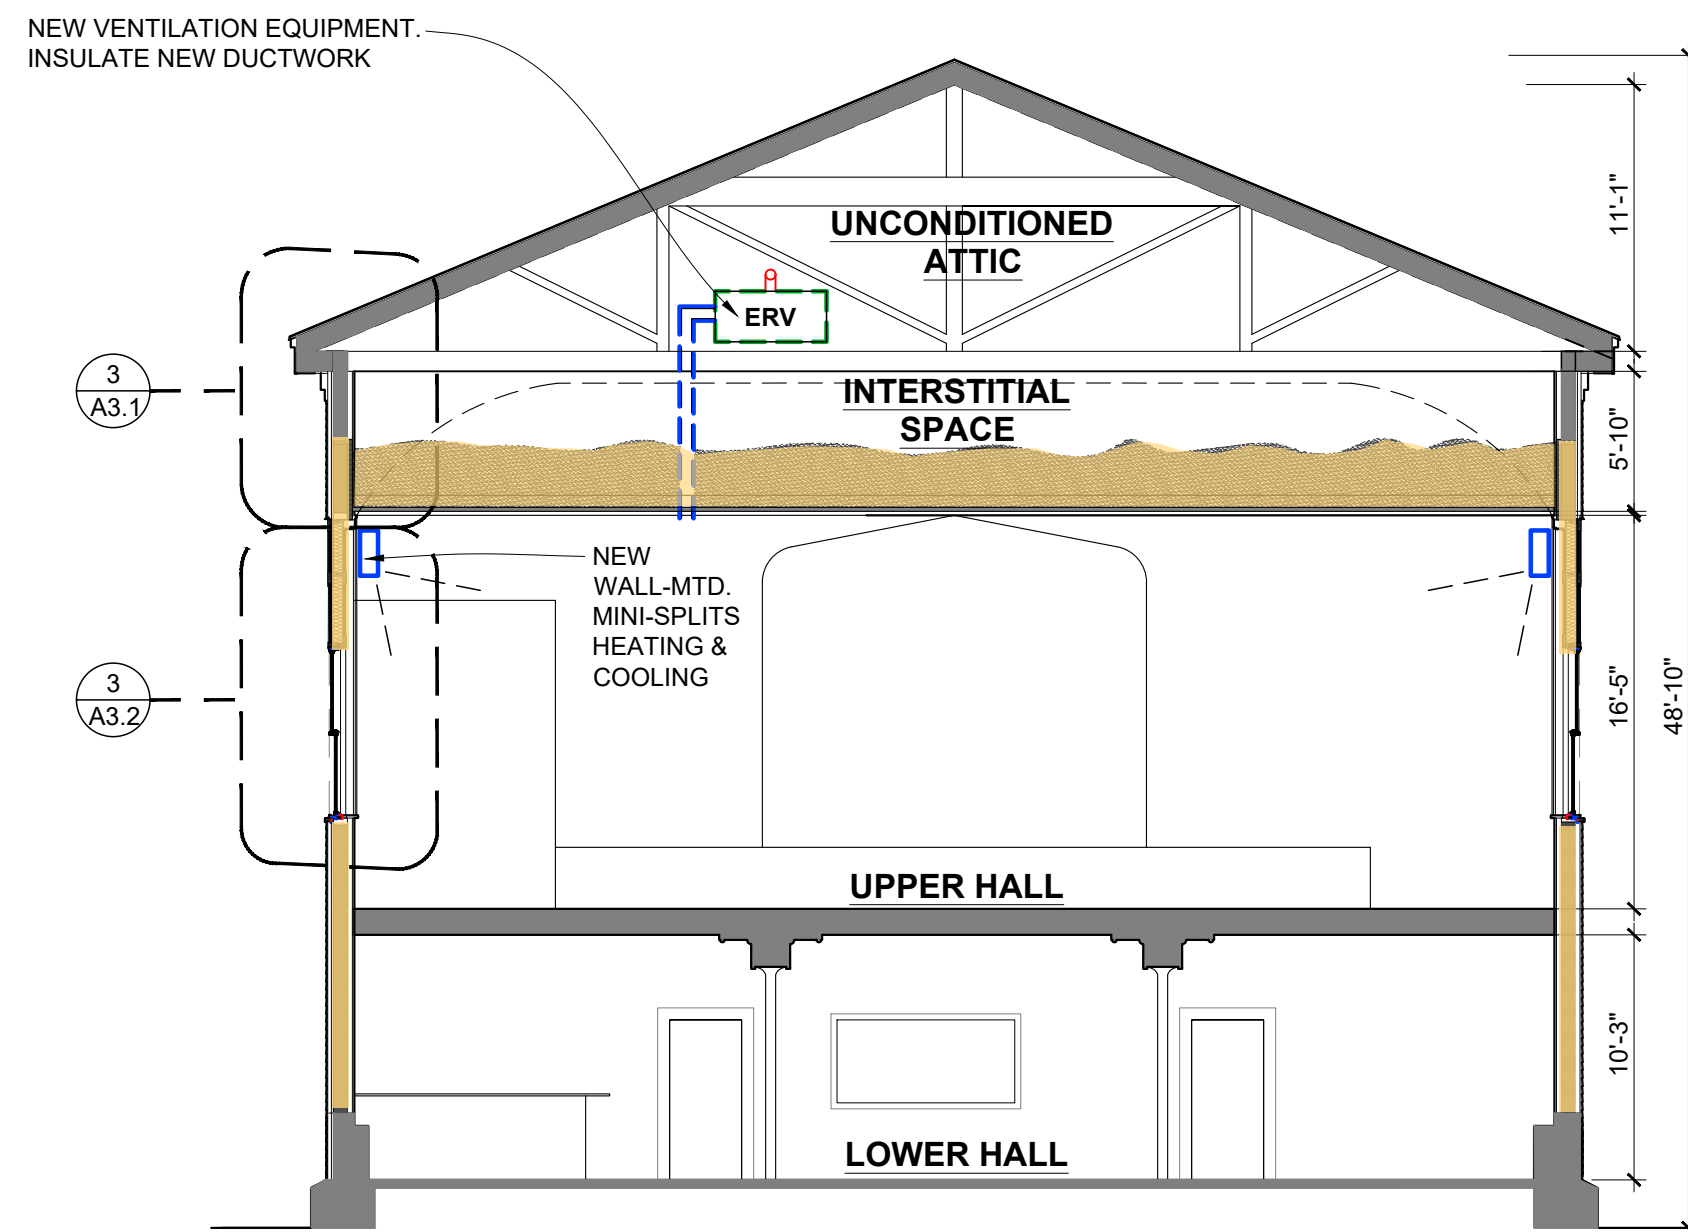 NEW VENTILATION EQUIPMENT.
INSULATE NEW DUCTWORK
UNCONDITIONED
ATTIC
ERV
11'-1"
3
A3.1
INTERSTITIAL
SPACE
5'-10"
NEW
WALL-MTD.
MINI-SPLITS
HEATING &
COOLING
3
A3.2
16'-5"
48'-10"
UPPER HALL
10'-3"
LOWER HALL